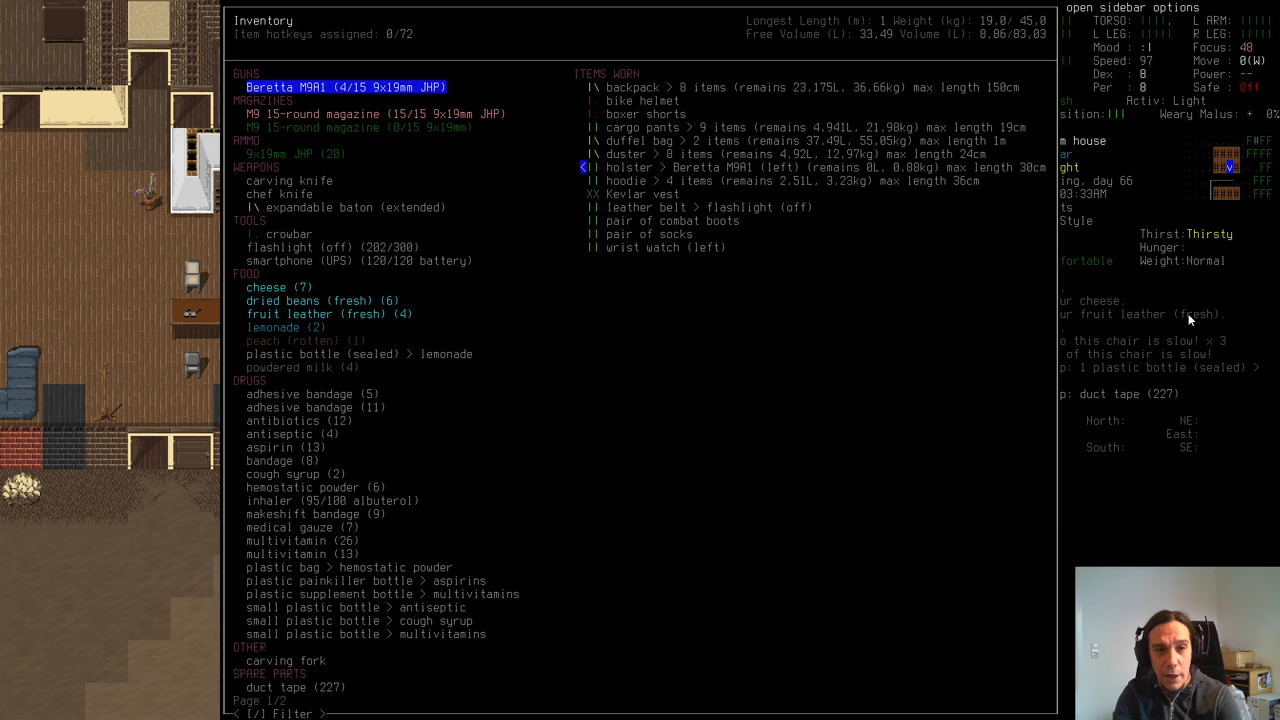 open sidebar options
Inventory
Longest Length (m): 1 Weight (kg): 19,0/ 45,0
Item hotkeys assigned: 0/72
Free Volume (L): 33,49 Volume (L): 8,86/83,03
GUNS
Beretta M9A1 (4/15 9x19mm JHP)
MAGAZINES
M9 15-round magazine (15/15 9x19mm JHP)
M9 15-round magazine (0/15 9x19mm)
AMMO
9x19mm JHP (20)
WEAPONS
carving knife
chef knife
|\ expandable baton (extended)
TOOLS
|. crowbar
flashlight (off) (202/300)
smartphone (UPS) (120/120 battery)
FOOD
cheese (7)
dried beans (fresh) (6)
fruit leather (fresh) (4)
lemonade (2)
peach (rotten) (1)
plastic bottle (sealed) > lemonade
powdered milk (4)
DRUGS
adhesive bandage (5)
adhesive bandage (11)
antibiotics (12)
antiseptic (4)
aspirin (13)
bandage (8)
cough syrup (2)
hemostatic powder (6)
inhaler (95/100 albuterol)
makeshift bandage (9)
medical gauze (7)
multivitamin (26)
multivitamin (13)
plastic bag > hemostatic powder
plastic painkiller bottle > aspirins
plastic supplement bottle > multivitamins
small plastic bottle > antiseptic
small plastic bottle > cough syrup
small plastic bottle > multivitamins
OTHER
carving fork
SPARE PARTS
duct tape (227)
Page 1/2
< [/] Filter >
ITEMS WORN
|\ backpack > 8 items (remains 23,175L, 36,66kg) max length 150cm
|. bike helmet
|. boxer shorts
|| cargo pants > 9 items (remains 4,941L, 21,98kg) max length 19cm
|\ duffel bag > 2 items (remains 37,49L, 55,05kg) max length 1m
|\ duster > 8 items (remains 4,92L, 12,97kg) max length 24cm
< || holster > Beretta M9A1 (left) (remains 0L, 0,88kg) max length 30cm
|| hoodie > 4 items (remains 2,51L, 3,23kg) max length 36cm
XX Kevlar vest
|| leather belt > flashlight (off)
|| pair of combat boots
|| pair of socks
|| wrist watch (left)
|| TORSO: ||||, L ARM: |||||
|| L LEG: ||||| R LEG: |||||
|| Mood : :| Focus: 48
|| Speed: 97 Move : 0(W)
Dex : 8 Power: --
Per : 8 Safe : Off
sh Activ: Light
sition:||| Weary Malus: + 0%
m house
ar
ght
ing, day 66
03:33AM
ts
Style
Thirst:Thirsty
Hunger:
fortable Weight:Normal
ur cheese.
ur fruit leather (fresh).
o this chair is slow! x 3
of this chair is slow!
p: 1 plastic bottle (sealed) >
p: duct tape (227)
North: NE:
East:
South: SE: